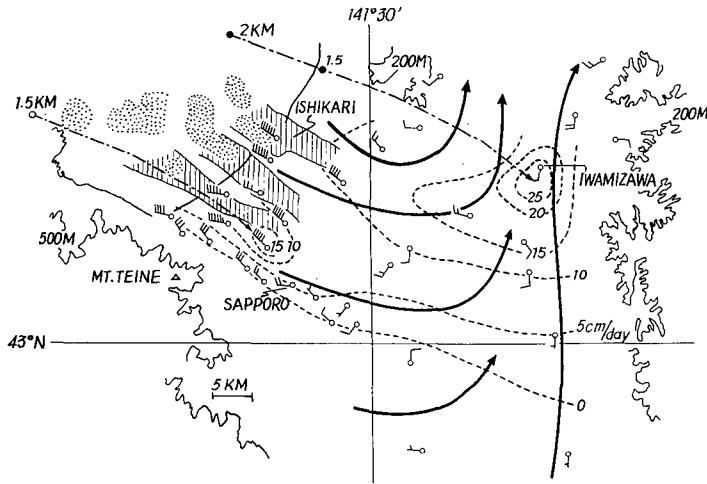 141°30'
2KM
1.5
200M
1.5KM
ISHIKARI
200M
IWAMIZAWA
25
20
15 10
15
500M
10
MT.TEINE
SAPPORO
5cm/day
43°N
5 KM
0